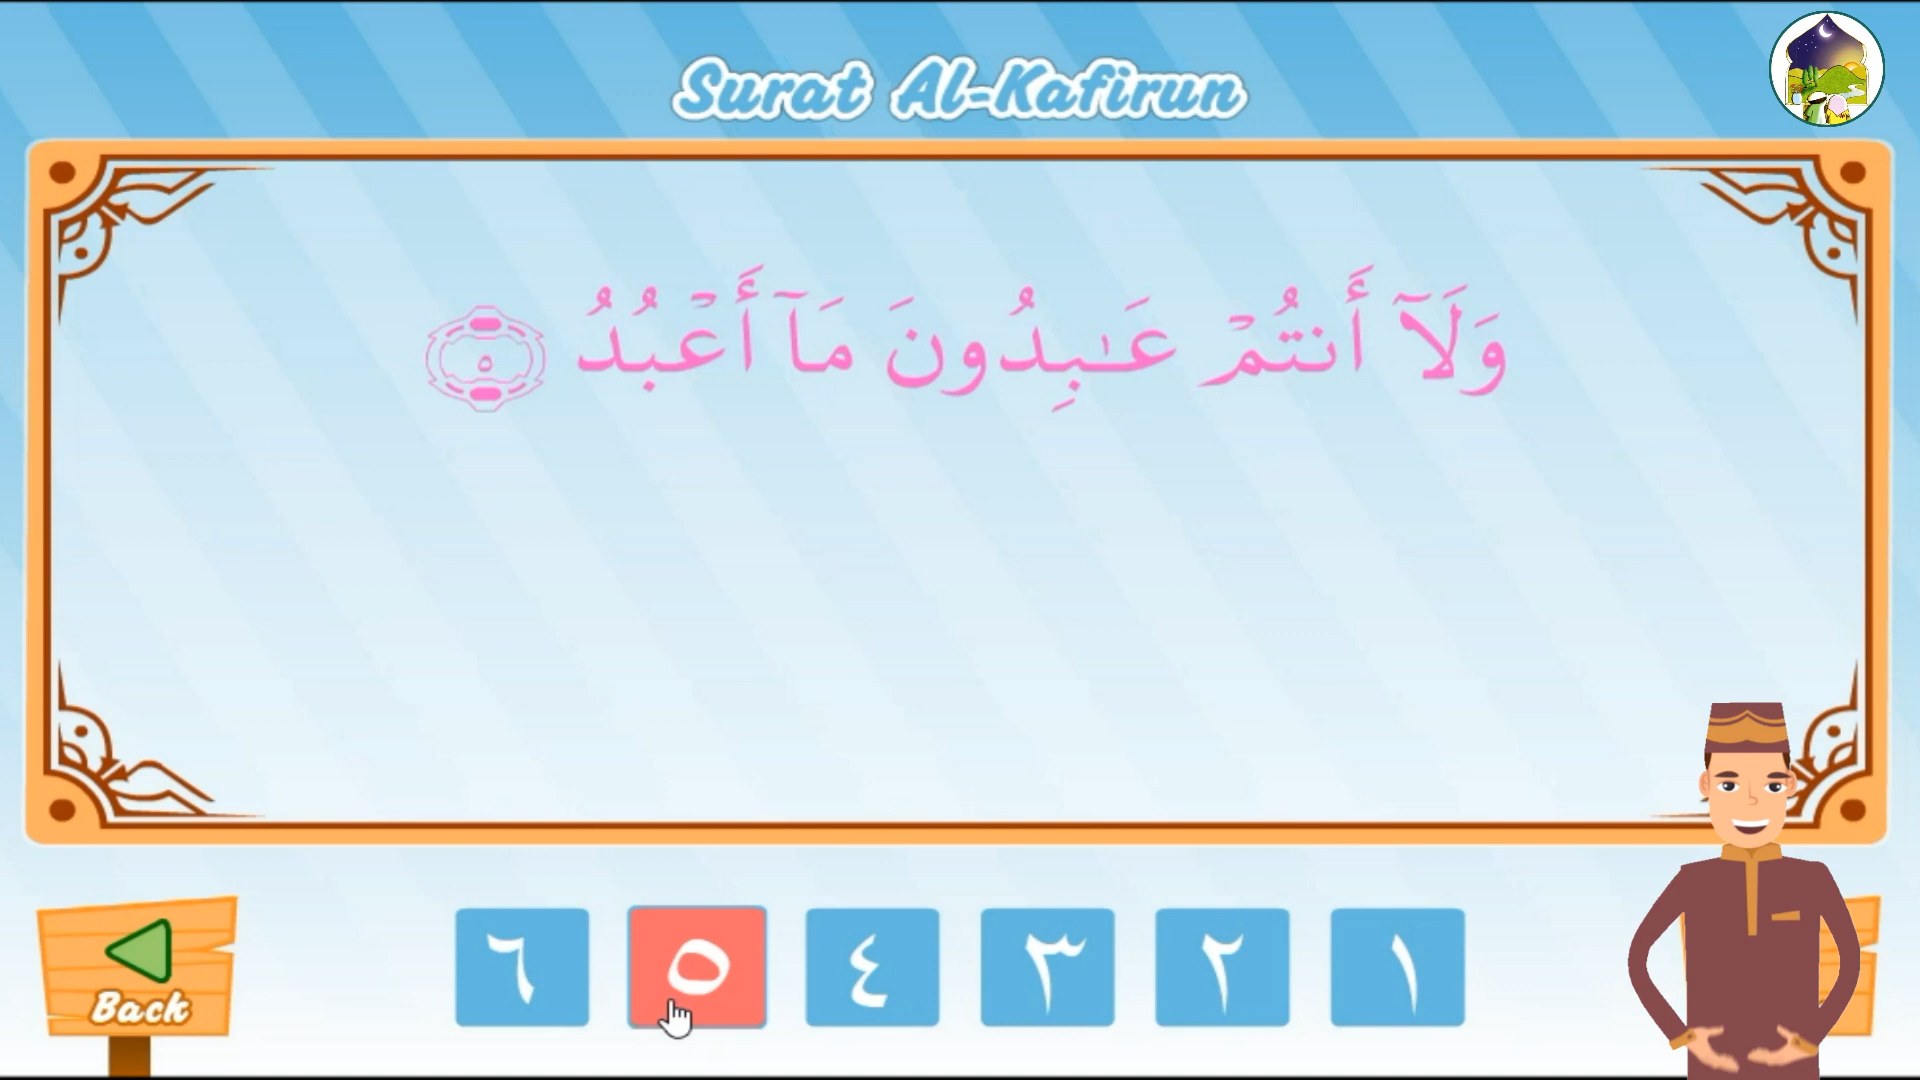 Surat Al-Kafirun
وَلَآ أَنتُمْ عَـٰبِدُونَ مَآ أَعْبُدُ ٥
٦ ٥ ٤ ٣ ٢ ١
Back